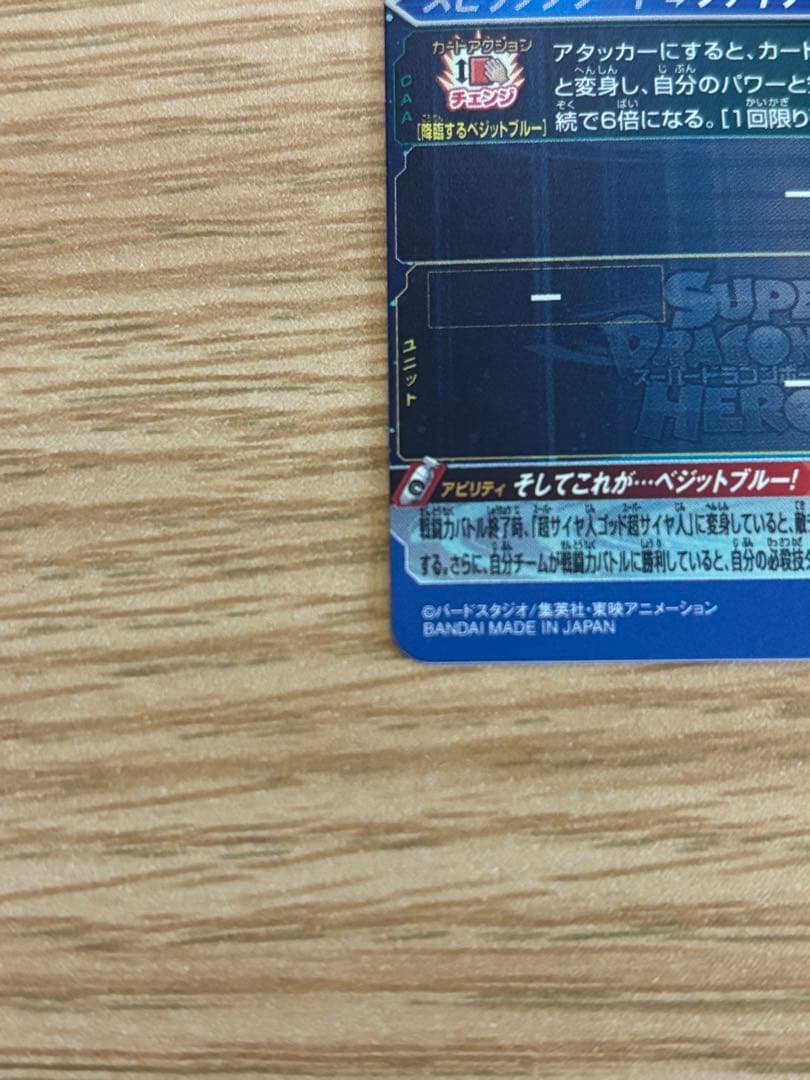 カードアクション
チェンジ
[降臨するベジットブルー]
CAA
アタッカーにすると、カード
と変身し、自分のパワーと
続で6倍になる。[1回限り
ー
ー
ユニット
SUPE
DRAGON
スーパードラゴンボー
HERO
アビリティ そしてこれが…ベジットブルー!
戦闘力バトル終了時、「超サイヤ人ゴッド超サイヤ人」に変身していると、敵
する。さらに、自分チームが戦闘力バトルに勝利していると、自分の必殺技
©バードスタジオ/集英社・東映アニメーション
BANDAI MADE IN JAPAN